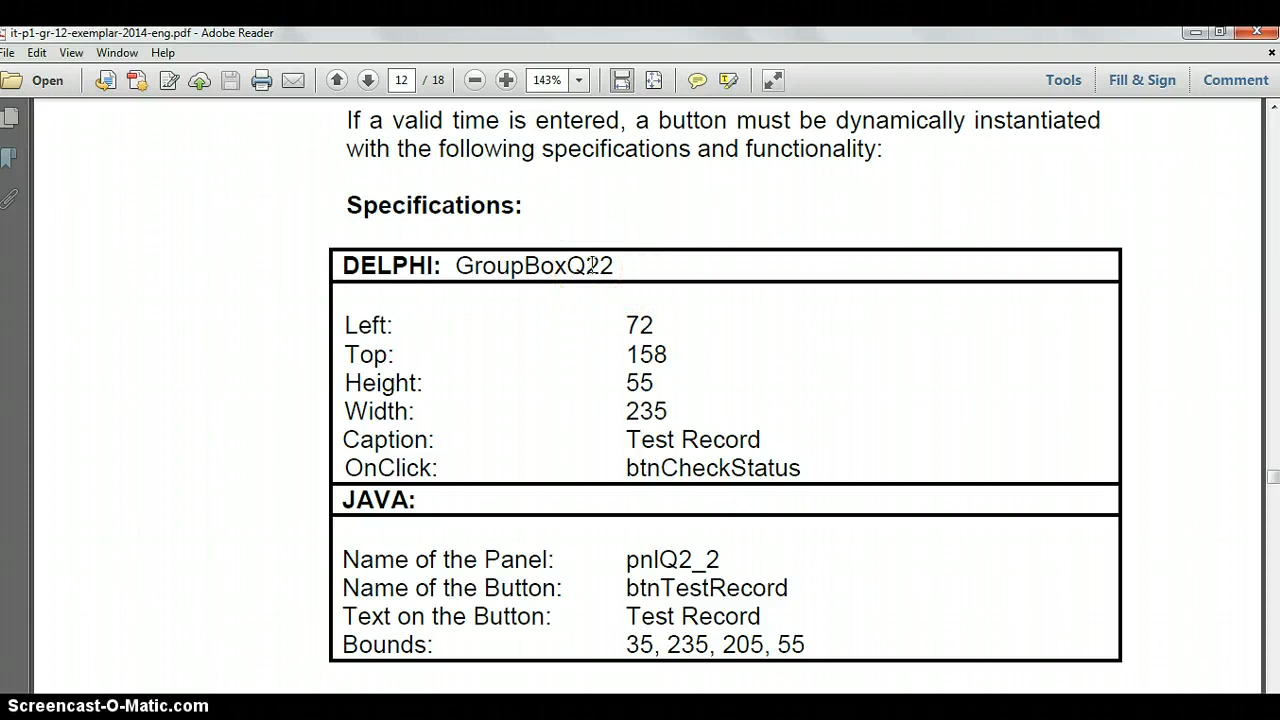 it-p1-gr-12-exemplar-2014-eng.pdf - Adobe Reader
File Edit View Window Help
Open 12 / 18 143% Tools Fill & Sign Comment
If a valid time is entered, a button must be dynamically instantiated
with the following specifications and functionality:
Specifications:
DELPHI: GroupBoxQ22
Left: 72
Top: 158
Height: 55
Width: 235
Caption: Test Record
OnClick: btnCheckStatus
JAVA:
Name of the Panel: pnlQ2_2
Name of the Button: btnTestRecord
Text on the Button: Test Record
Bounds: 35, 235, 205, 55
Screencast-O-Matic.com